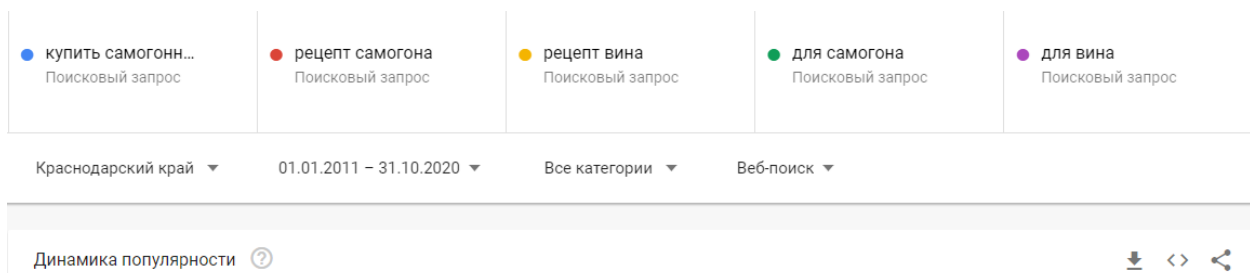 купить самогонн...
Поисковый запрос
рецепт самогона
Поисковый запрос
рецепт вина
Поисковый запрос
для самогона
Поисковый запрос
для вина
Поисковый запрос
Краснодарский край
01.01.2011 – 31.10.2020
Все категории
Веб-поиск
Динамика популярности ?